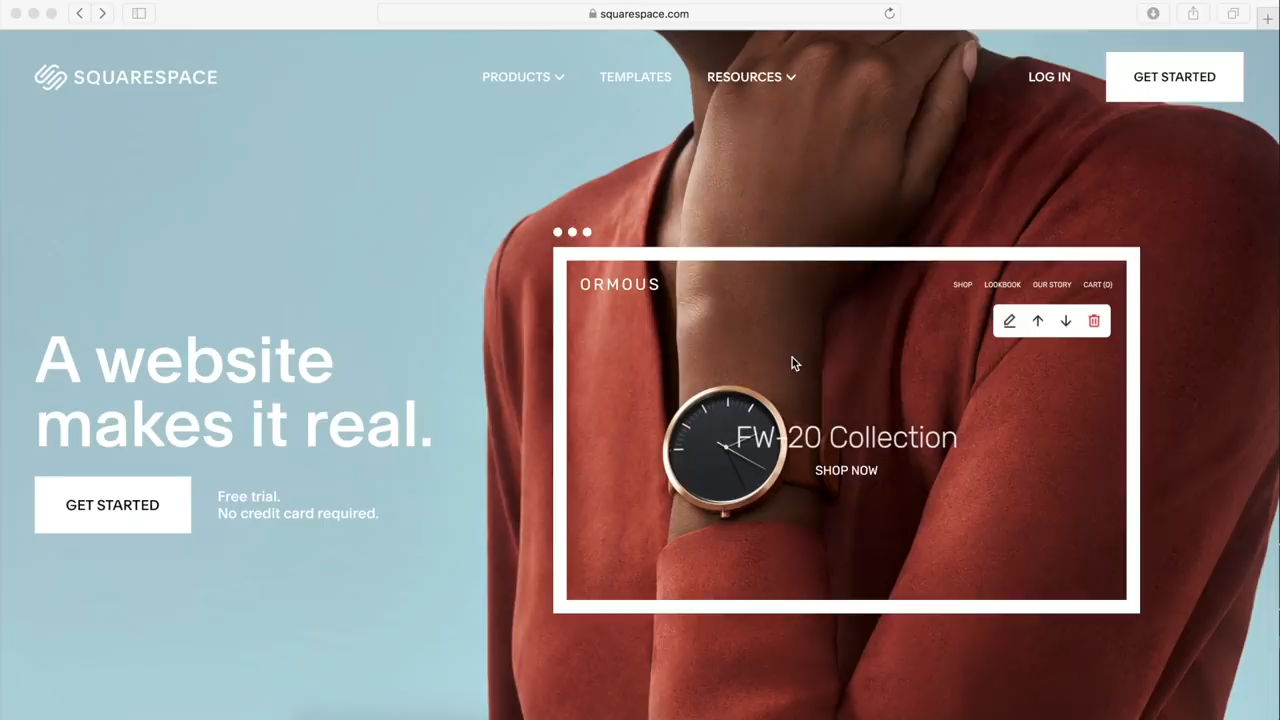 squarespace.com
SQUARESPACE
PRODUCTS
TEMPLATES
RESOURCES
LOG IN
GET STARTED
ORMOUS
SHOP
LOOKBOOK
OUR STORY
CART (0)
A website
makes it real.
FW-20 Collection
SHOP NOW
GET STARTED
Free trial.
No credit card required.